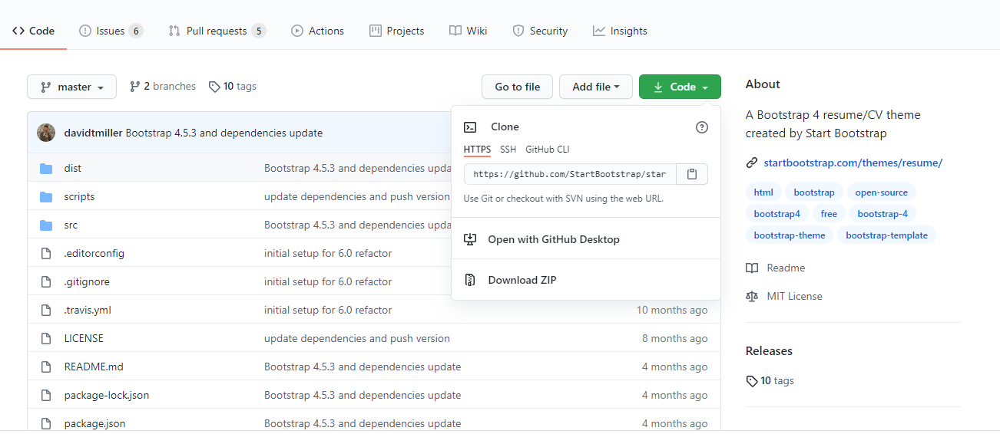 Code
Issues 6
Pull requests 5
Actions
Projects
Wiki
Security
Insights
master
2 branches
10 tags
Go to file
Add file
Code
Clone
HTTPS SSH GitHub CLI
https://github.com/StartBootstrap/star
Use Git or checkout with SVN using the web URL.
Open with GitHub Desktop
Download ZIP
davidtmiller Bootstrap 4.5.3 and dependencies update
dist Bootstrap 4.5.3 and dependencies upda
scripts update dependencies and push version
src Bootstrap 4.5.3 and dependencies upda
.editorconfig initial setup for 6.0 refactor
.gitignore initial setup for 6.0 refactor
.travis.yml initial setup for 6.0 refactor 10 months ago
LICENSE update dependencies and push version 8 months ago
README.md Bootstrap 4.5.3 and dependencies update 4 months ago
package-lock.json Bootstrap 4.5.3 and dependencies update 4 months ago
package.json Bootstrap 4.5.3 and dependencies update 4 months ago
About
A Bootstrap 4 resume/CV theme
created by Start Bootstrap
startbootstrap.com/themes/resume/
html bootstrap open-source
bootstrap4 free bootstrap-4
bootstrap-theme bootstrap-template
Readme
MIT License
Releases
10 tags